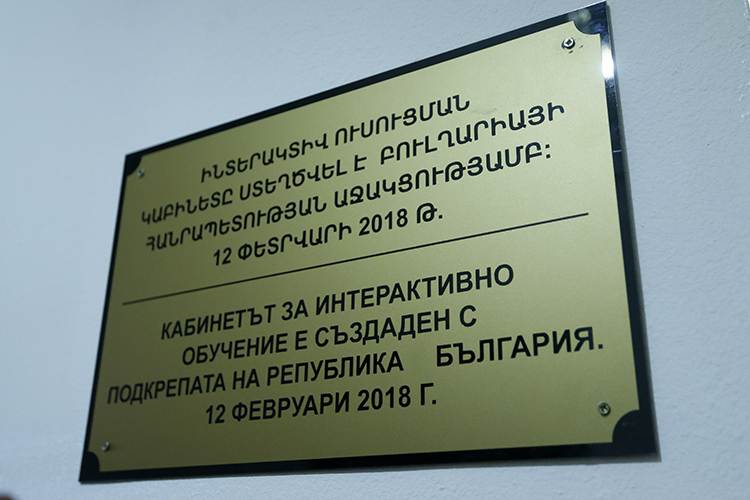 ԻՆՏԵՐԱԿՏԻՎ ՈՒՍՈՒՑՄԱՆ
ԿԱԲԻՆԵՏԸ ՍՏԵՂԾՎԵԼ Է ԲՈՒԼՂԱՐԻԱՅԻ
ՀԱՆՐԱՊԵՏՈՒԹՅԱՆ ԱՋԱԿՑՈՒԹՅԱՄԲ:
12 ՓԵՏՐՎԱՐԻ 2018 Թ.
КАБИНЕТЪТ ЗА ИНТЕРАКТИВНО
ОБУЧЕНИЕ Е СЪЗДАДЕН С
ПОДКРЕПАТА НА РЕПУБЛИКА БЪЛГАРИЯ.
12 ФЕВРУАРИ 2018 Г.